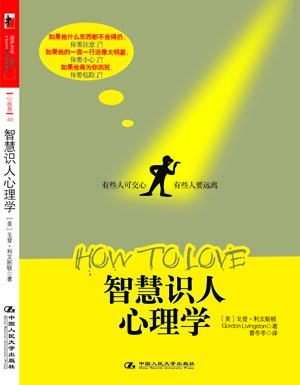 如果他什么东西都不舍得扔,
你要注意了!
如果他的一言一行活像大明星,
你要小心了!
如果他肯为你而死,
你要危险了!
有些人可交心
有些人要远离
HOW TO LOVE
智慧识人
心理学
[美] 戈登·利文斯顿
Gordon Livingston ◎著
曹冬冬◎译
中国人民大学出版社
心视界
40
智慧识人心理学
[美] 戈登·利文斯顿
◎著
中国人民大学出版社